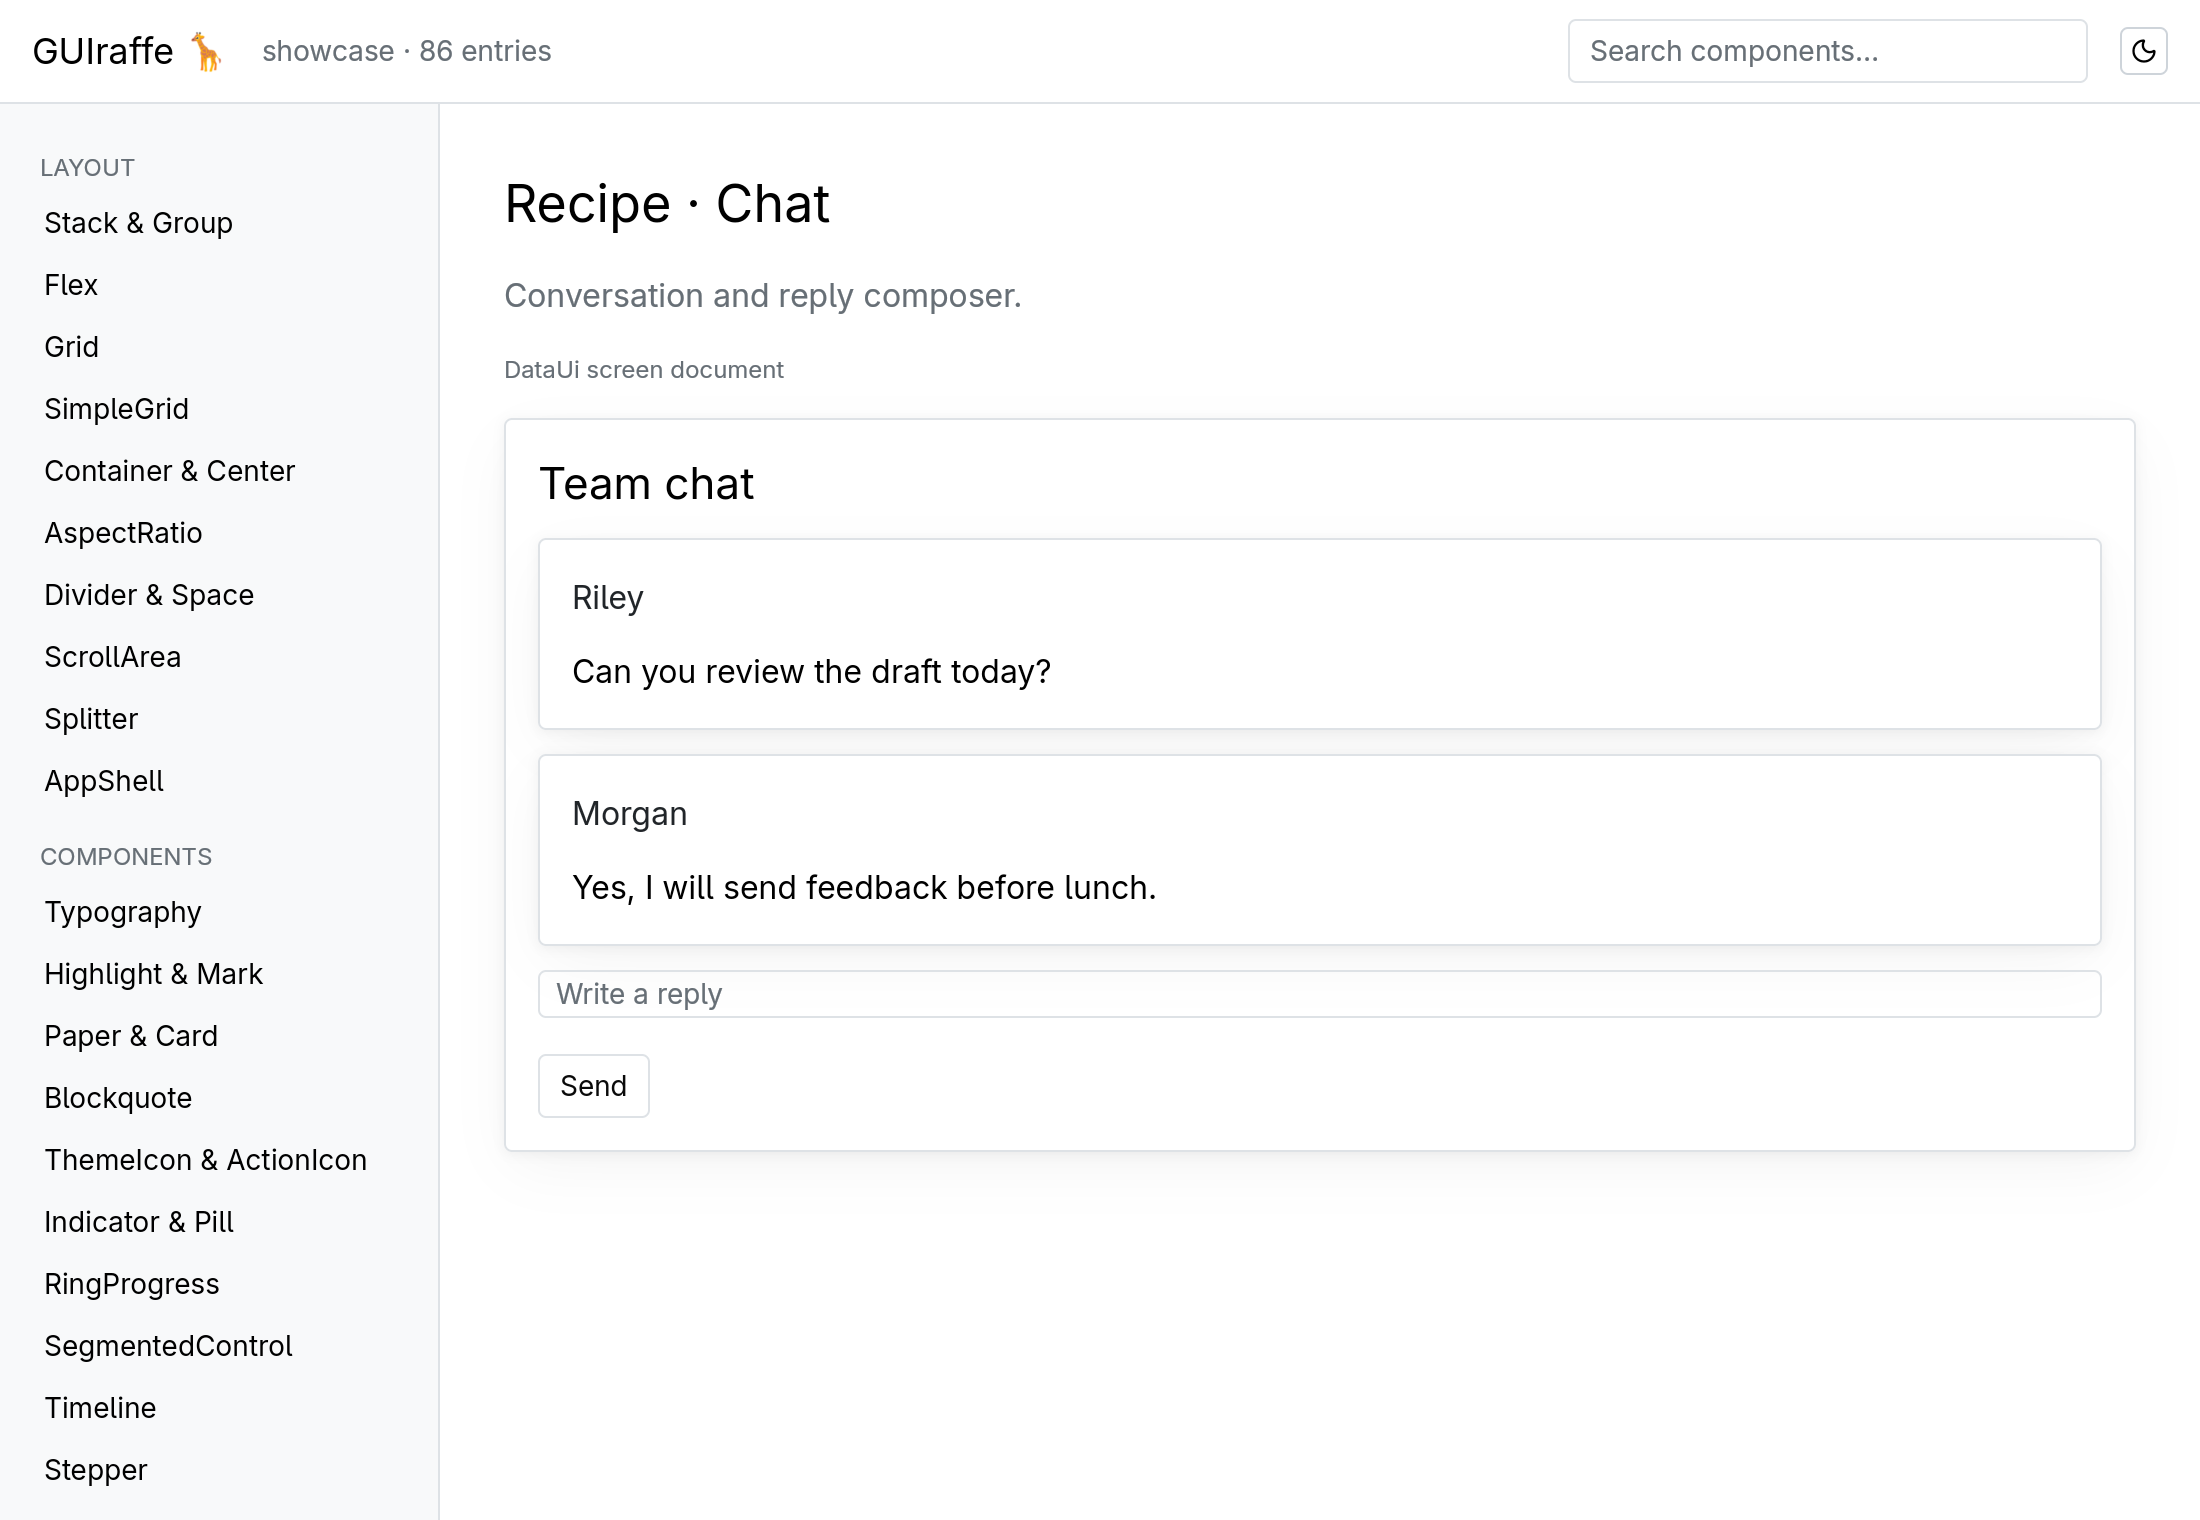 GUIraffe 🦒 showcase · 86 entries
Search components...
LAYOUT
Stack & Group
Flex
Grid
SimpleGrid
Container & Center
AspectRatio
Divider & Space
ScrollArea
Splitter
AppShell
COMPONENTS
Typography
Highlight & Mark
Paper & Card
Blockquote
ThemeIcon & ActionIcon
Indicator & Pill
RingProgress
SegmentedControl
Timeline
Stepper
Recipe · Chat
Conversation and reply composer.
DataUi screen document
Team chat
Riley
Can you review the draft today?
Morgan
Yes, I will send feedback before lunch.
Write a reply
Send